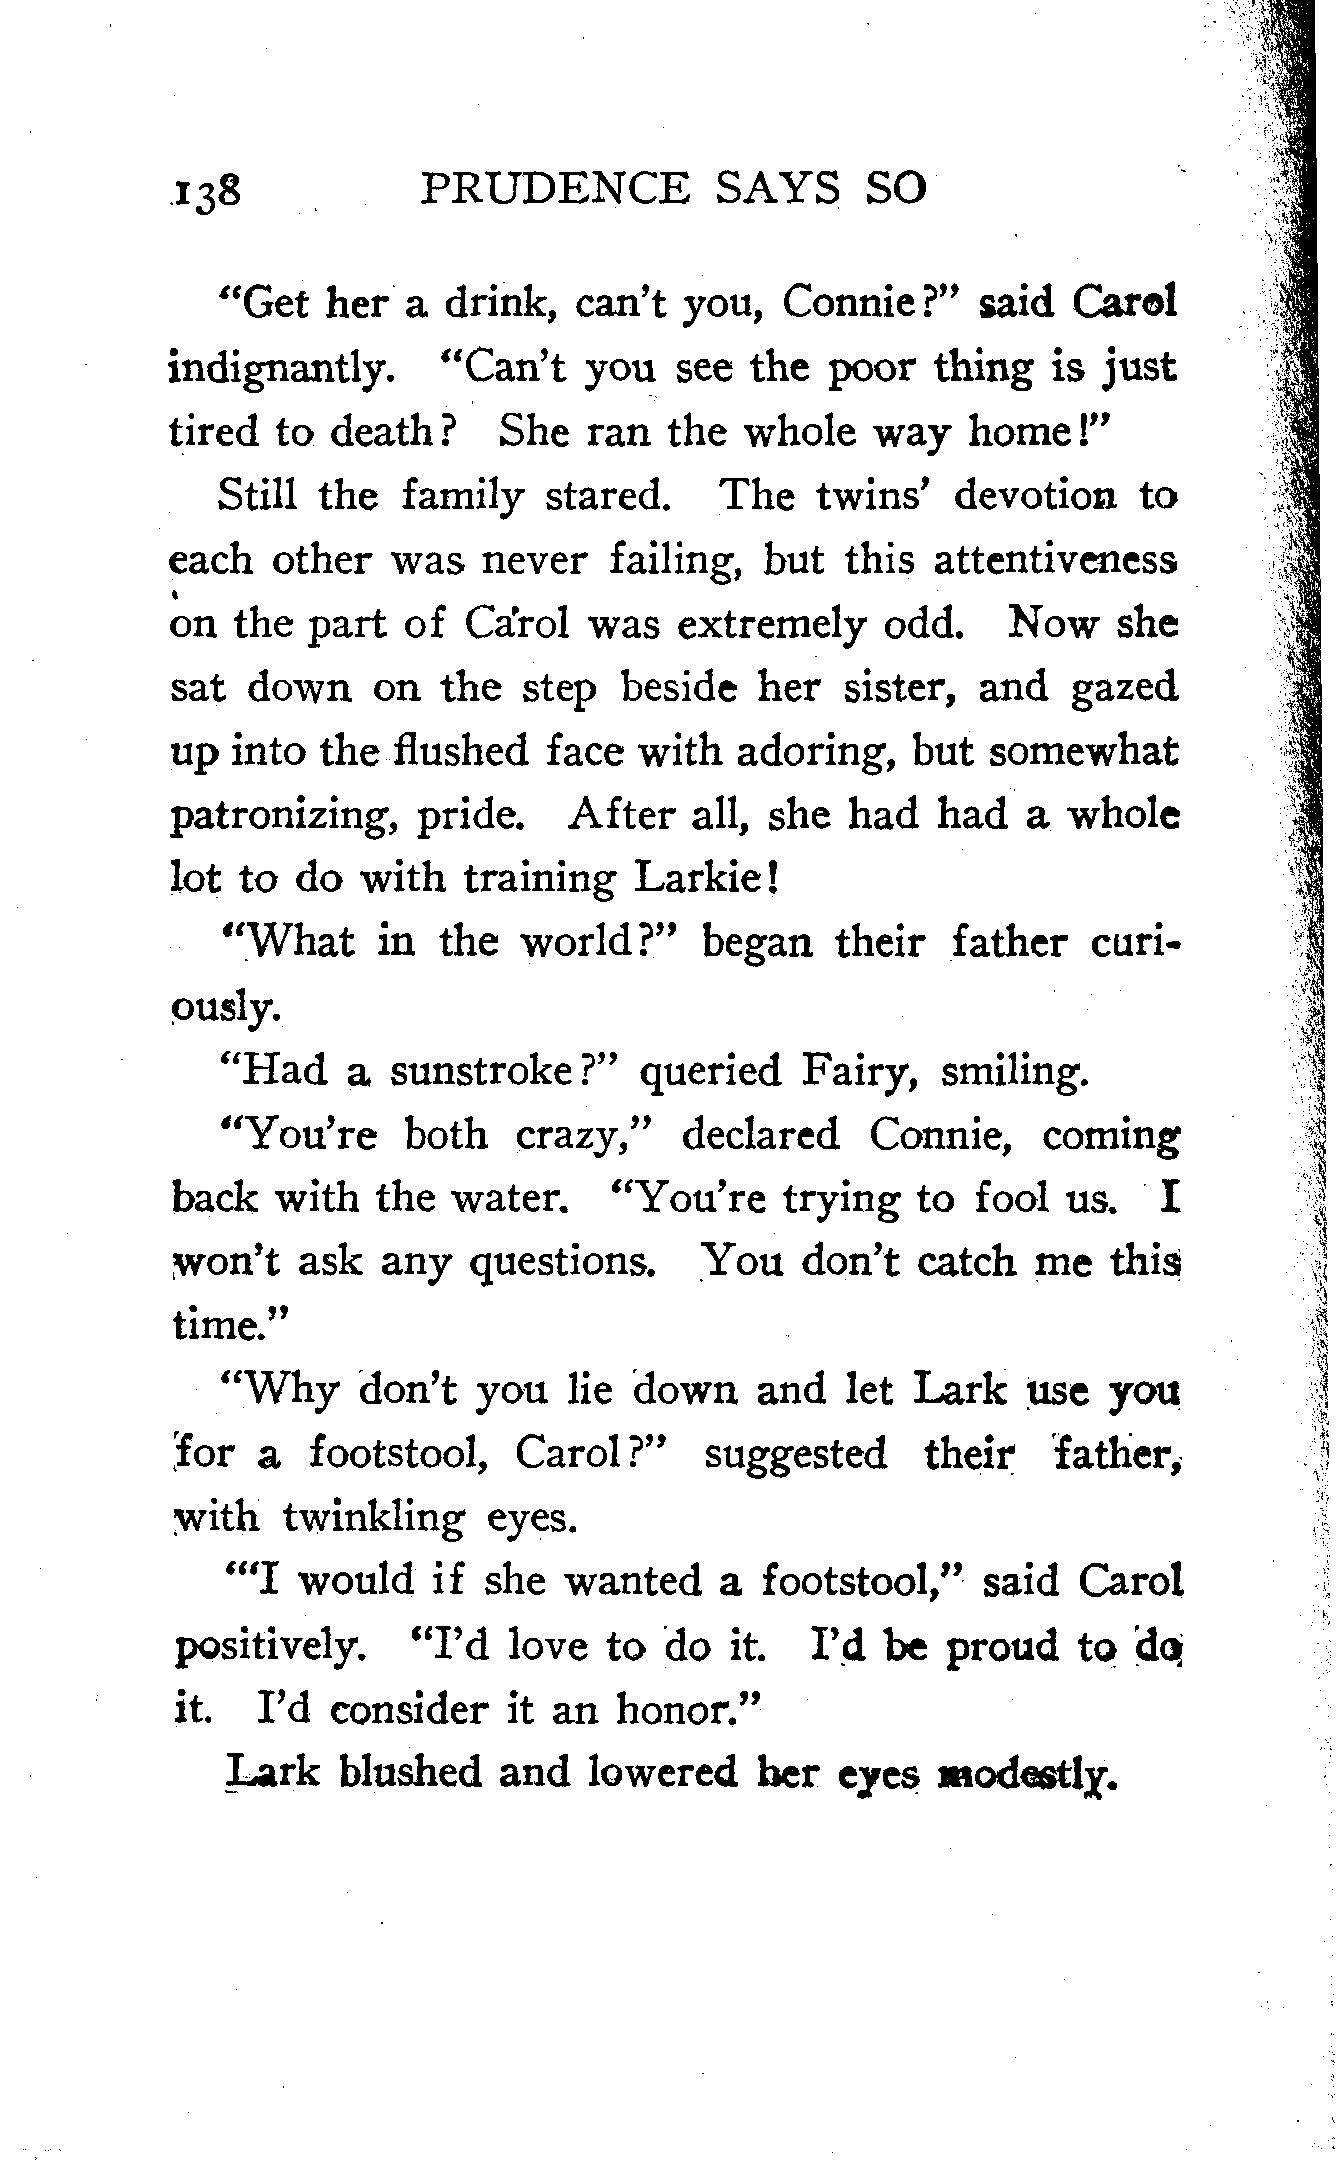 138 PRUDENCE SAYS SO
"Get her a drink, can't you, Connie?" said Carol
indignantly. "Can't you see the poor thing is just
tired to death? She ran the whole way home!"
Still the family stared. The twins' devotion to
each other was never failing, but this attentiveness
on the part of Carol was extremely odd. Now she
sat down on the step beside her sister, and gazed
up into the flushed face with adoring, but somewhat
patronizing, pride. After all, she had had a whole
lot to do with training Larkie!
"What in the world?" began their father curi-
ously.
"Had a sunstroke?" queried Fairy, smiling.
"You're both crazy," declared Connie, coming
back with the water. "You're trying to fool us. I
won't ask any questions. You don't catch me this
time."
"Why don't you lie down and let Lark use you
for a footstool, Carol?" suggested their father,
with twinkling eyes.
"'I would if she wanted a footstool," said Carol
positively. "I'd love to do it. I'd be proud to do
it. I'd consider it an honor."
Lark blushed and lowered her eyes modestly.